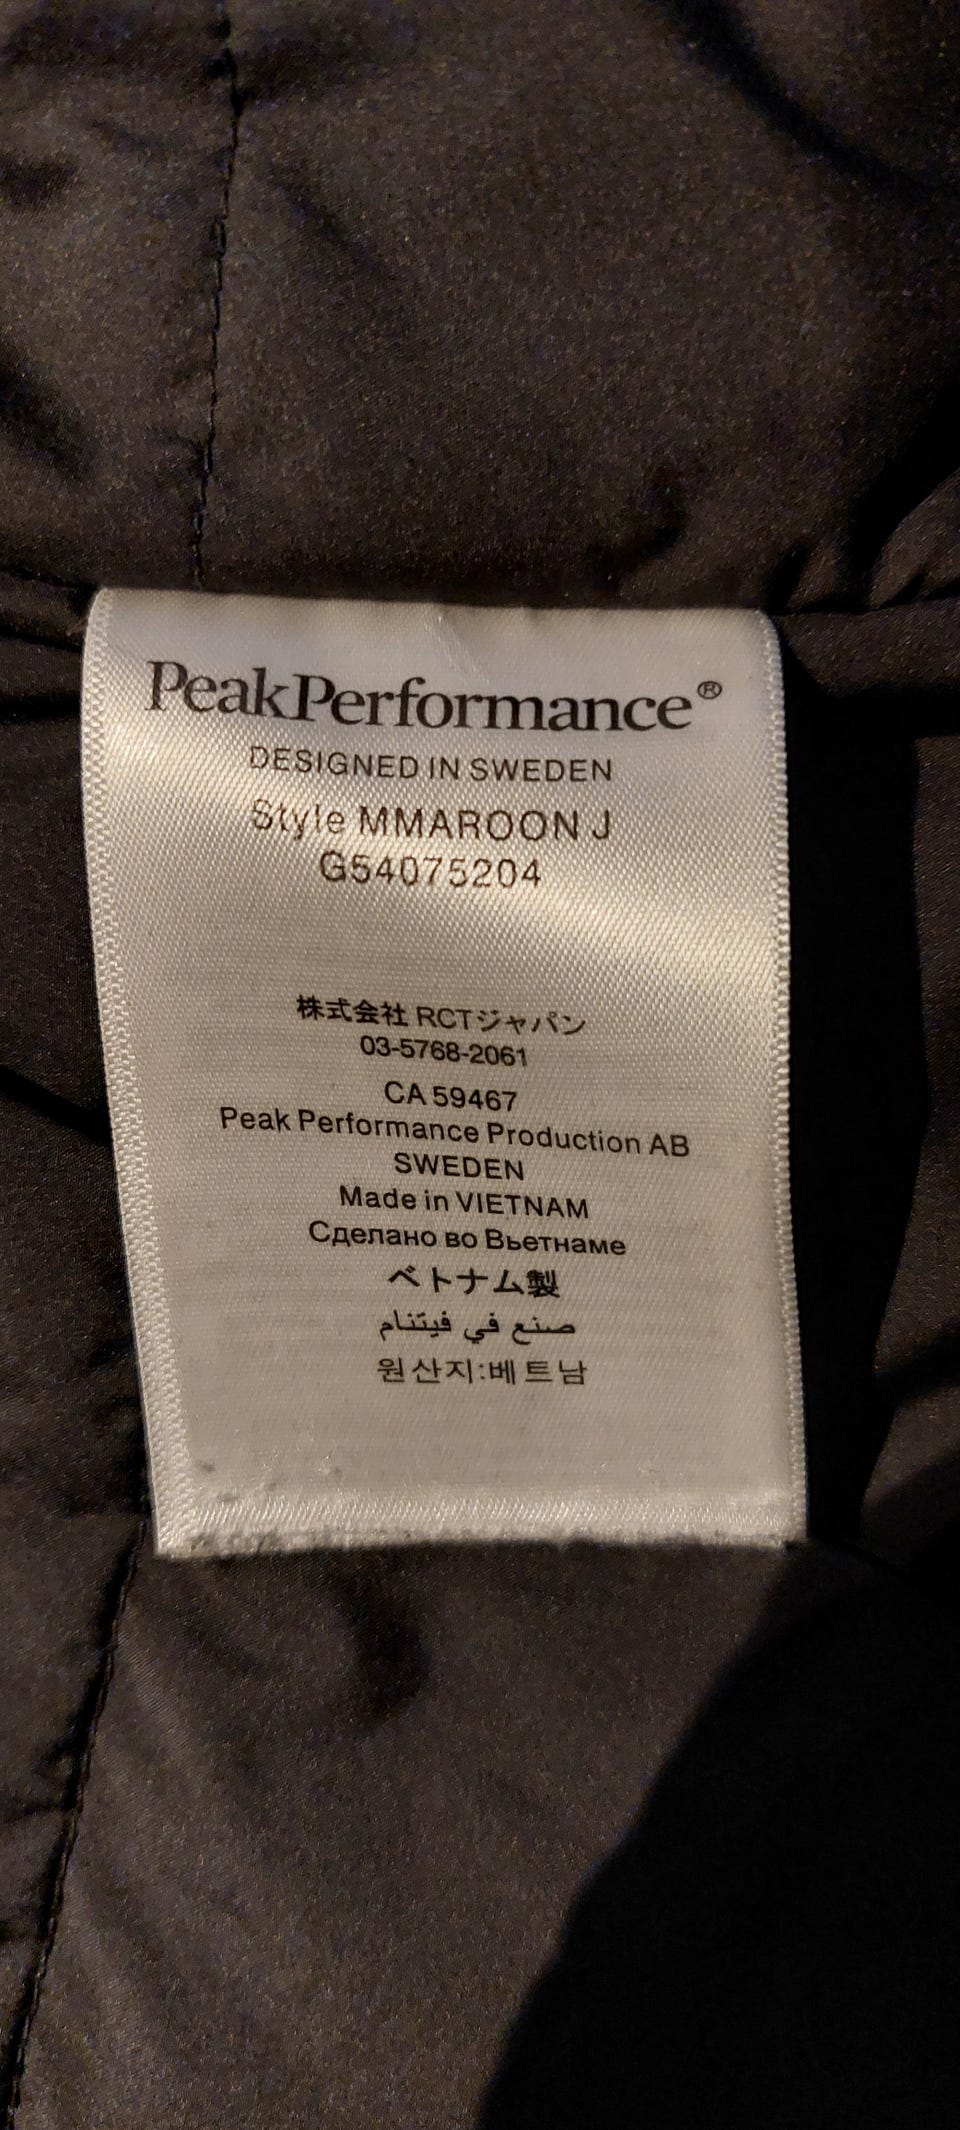 PeakPerformance®
DESIGNED IN SWEDEN
Style MMAROON J
G54075204
株式会社 RCTジャパン
03-5768-2061
CA 59467
Peak Performance Production AB
SWEDEN
Made in VIETNAM
Сделано во Вьетнаме
ベトナム製
صنع في فيتنام
원산지:베트남